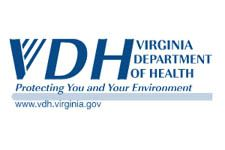 VDH VIRGINIA
DEPARTMENT
OF HEALTH
Protecting You and Your Environment
www.vdh.virginia.gov